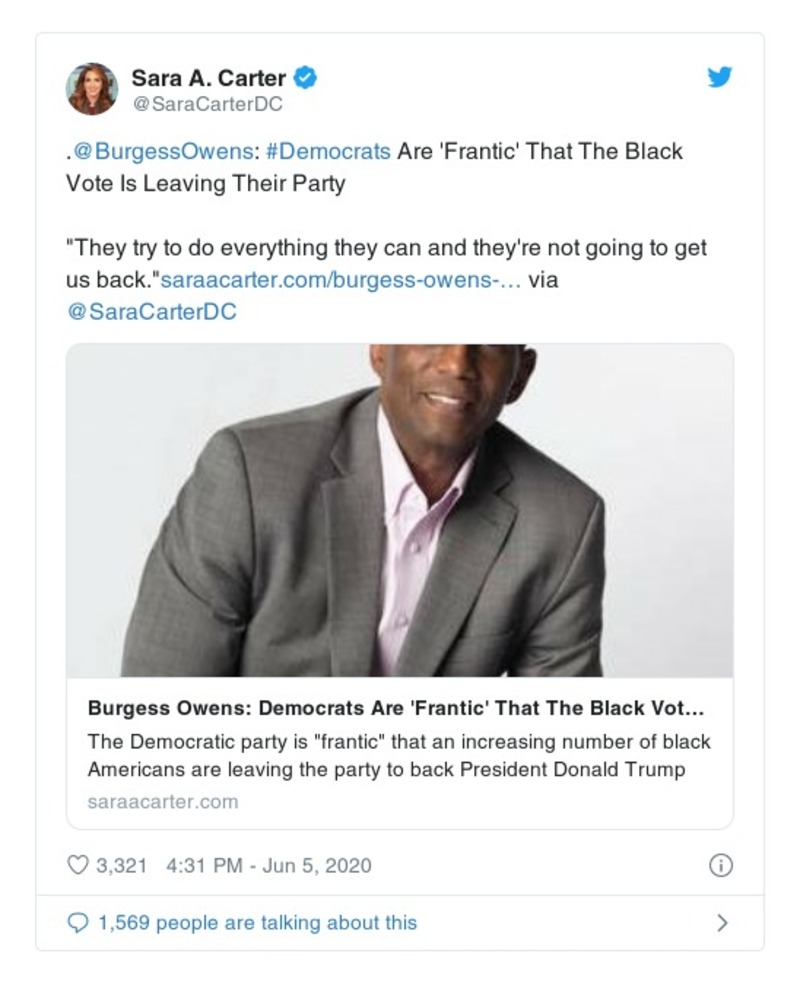 Sara A. Carter
@SaraCarterDC
.@BurgessOwens: #Democrats Are 'Frantic' That The Black
Vote Is Leaving Their Party
"They try to do everything they can and they're not going to get
us back."saraacarter.com/burgess-owens-… via
@SaraCarterDC
Burgess Owens: Democrats Are 'Frantic' That The Black Vot…
The Democratic party is "frantic" that an increasing number of black
Americans are leaving the party to back President Donald Trump
saraacarter.com
3,321 4:31 PM - Jun 5, 2020
1,569 people are talking about this